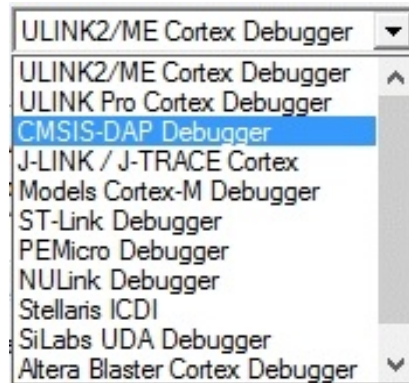 ULINK2/ME Cortex Debugger
ULINK2/ME Cortex Debugger
ULINK Pro Cortex Debugger
CMSIS-DAP Debugger
J-LINK / J-TRACE Cortex
Models Cortex-M Debugger
ST-Link Debugger
PEMicro Debugger
NULink Debugger
Stellaris ICDI
SiLabs UDA Debugger
Altera Blaster Cortex Debugger